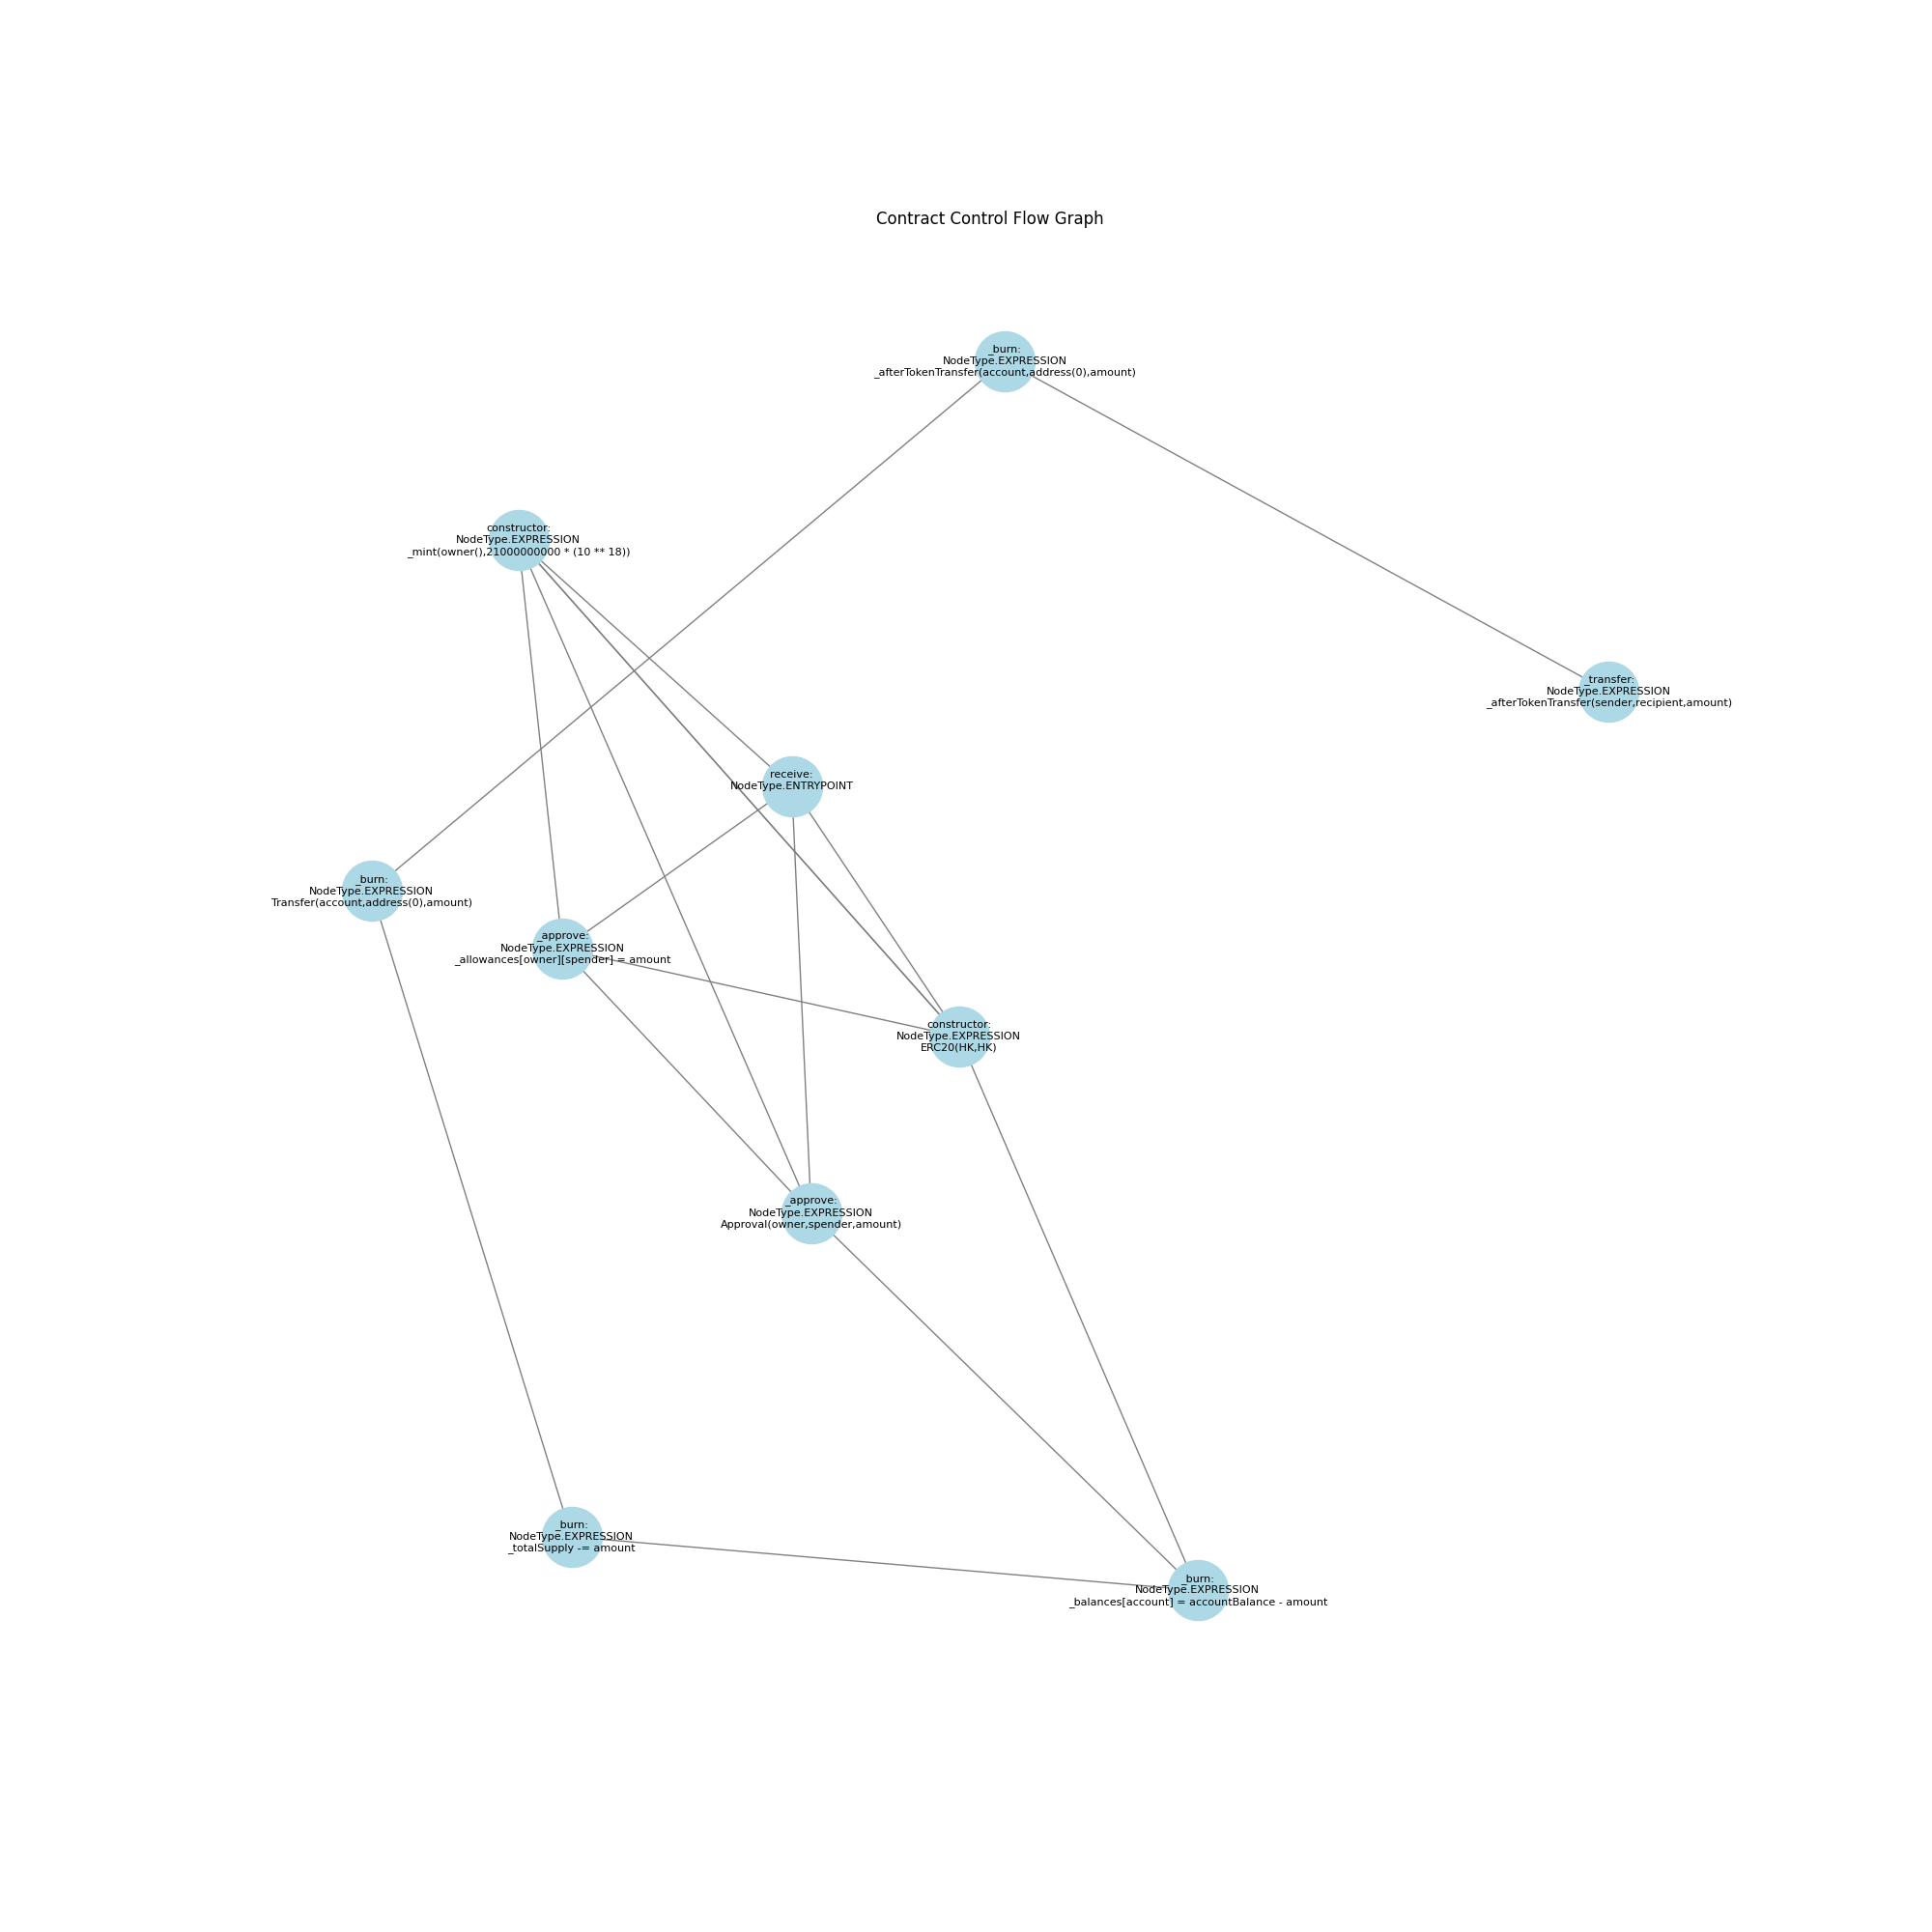 Contract Control Flow Graph
_burn:
NodeType.EXPRESSION
_afterTokenTransfer(account,address(0),amount)
constructor:
NodeType.EXPRESSION
_mint(owner(),21000000000 * (10 ** 18))
_transfer:
NodeType.EXPRESSION
_afterTokenTransfer(sender,recipient,amount)
receive:
NodeType.ENTRYPOINT
_burn:
NodeType.EXPRESSION
Transfer(account,address(0),amount)
_approve:
NodeType.EXPRESSION
_allowances[owner][spender] = amount
constructor:
NodeType.EXPRESSION
ERC20(HK,HK)
_approve:
NodeType.EXPRESSION
Approval(owner,spender,amount)
_burn:
NodeType.EXPRESSION
_totalSupply -= amount
_burn:
NodeType.EXPRESSION
_balances[account] = accountBalance - amount